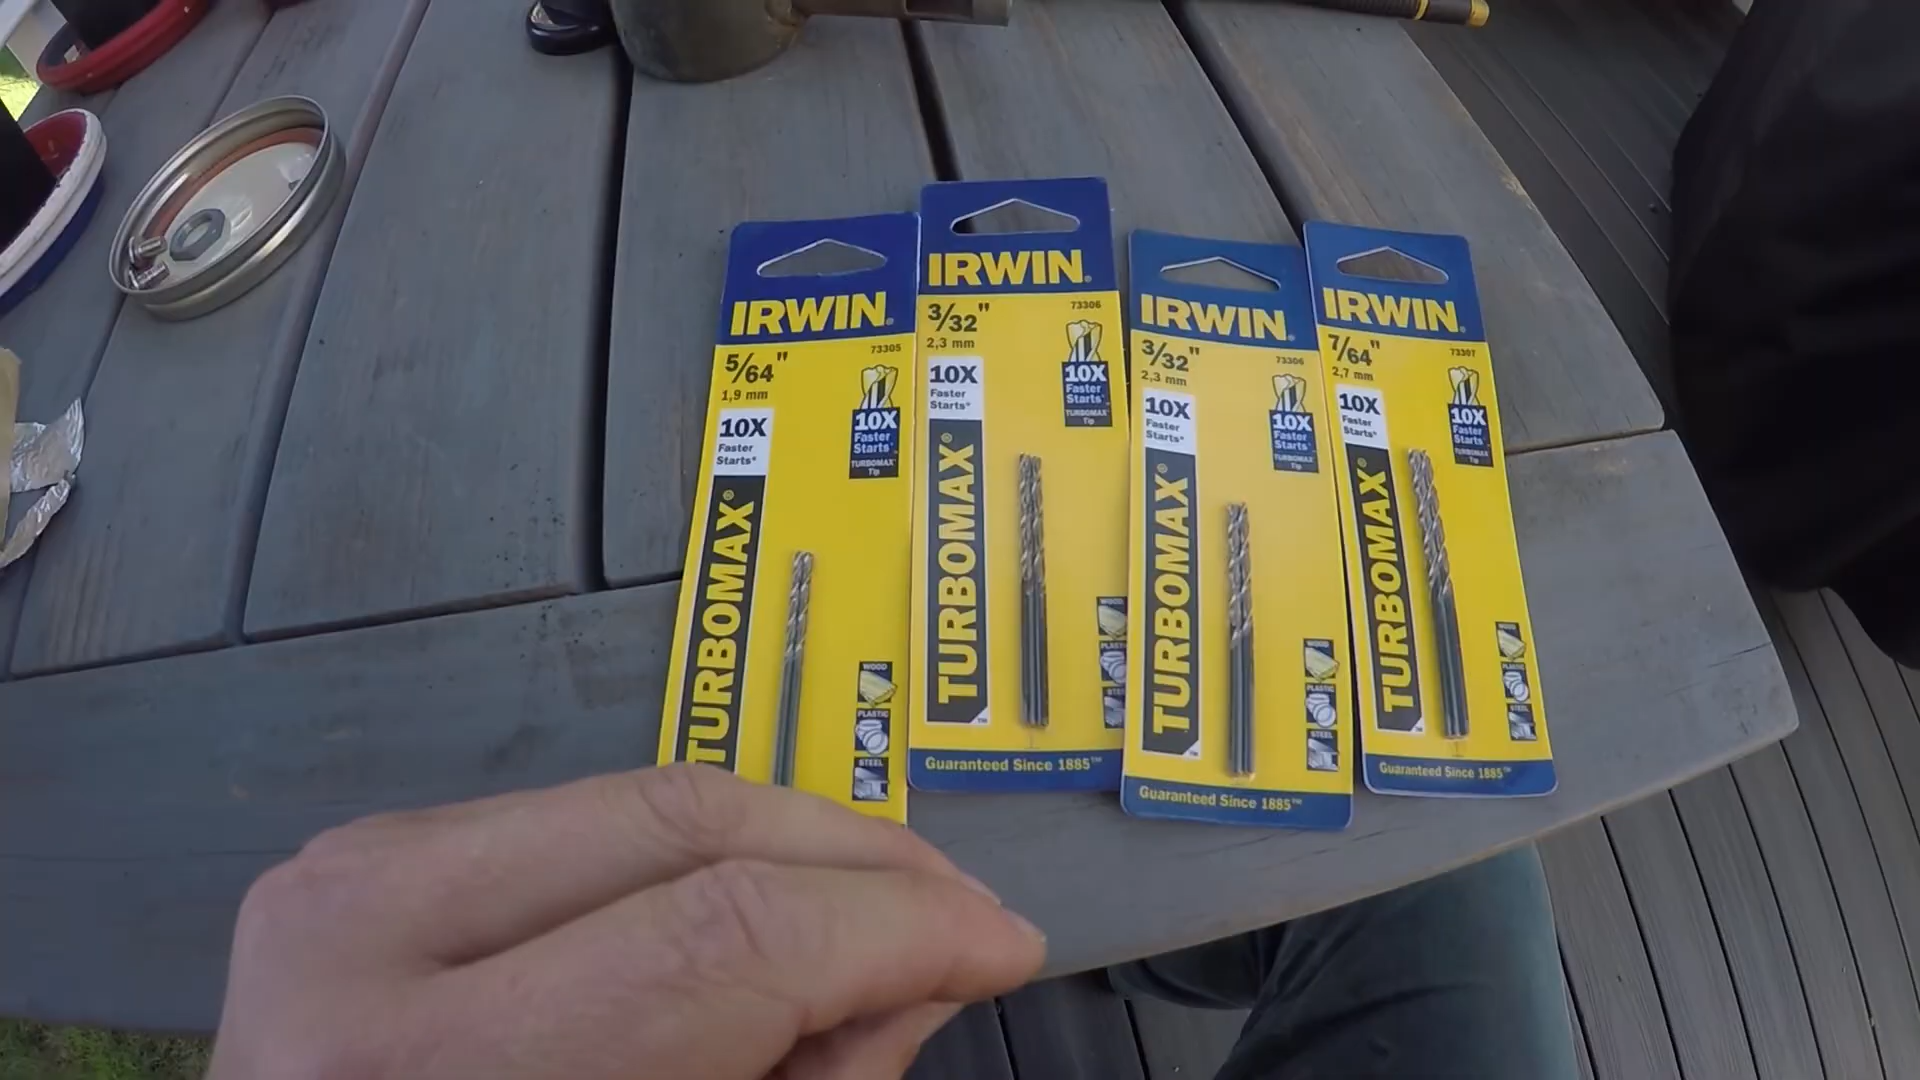 IRWIN®
5/64"
73305
1,9 mm
10X
Faster
Starts*
10X
Faster
Starts*
TURBOMAX®
Tip
TURBOMAX®
WOOD
PLASTIC
STEEL
IRWIN®
3/32"
73306
2,3 mm
10X
Faster
Starts*
10X
Faster
Starts*
TURBOMAX®
Tip
TURBOMAX®
TM
WOOD
PLASTIC
STEEL
Guaranteed Since 1885™
IRWIN®
3/32"
73306
2,3 mm
10X
Faster
Starts*
10X
Faster
Starts*
TURBOMAX®
Tip
TURBOMAX®
TM
WOOD
PLASTIC
STEEL
Guaranteed Since 1885™
IRWIN®
7/64"
73307
2,7 mm
10X
Faster
Starts*
10X
Faster
Starts*
TURBOMAX®
Tip
TURBOMAX®
TM
WOOD
PLASTIC
STEEL
Guaranteed Since 1885™